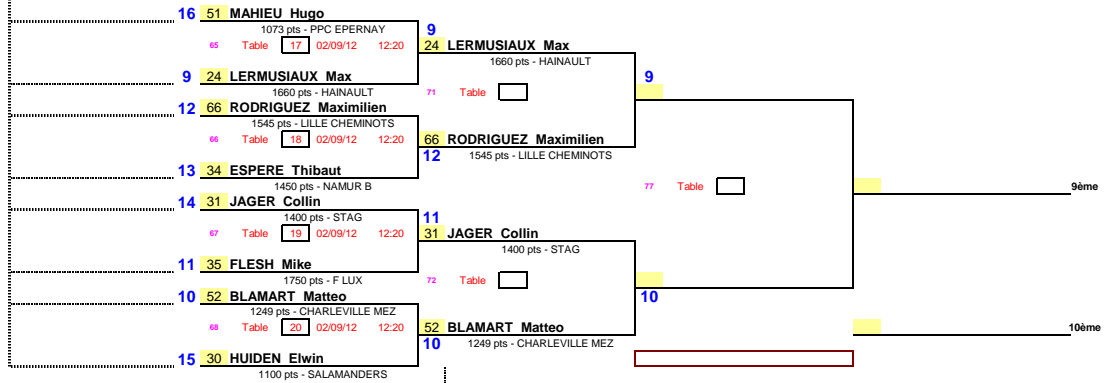 16 51 MAHIEU Hugo
1073 pts - PPC EPERNAY
9
65 Table 17 02/09/12 12:20
24 LERMUSIAUX Max
1660 pts - HAINAULT
9 24 LERMUSIAUX Max
1660 pts - HAINAULT
71 Table
9
12 66 RODRIGUEZ Maximilien
1545 pts - LILLE CHEMINOTS
66 Table 18 02/09/12 12:20
66 RODRIGUEZ Maximilien
12
1545 pts - LILLE CHEMINOTS
13 34 ESPERE Thibaut
1450 pts - NAMUR B
77 Table
9ème
14 31 JAGER Collin
1400 pts - STAG
11
67 Table 19 02/09/12 12:20
31 JAGER Collin
1400 pts - STAG
11 35 FLESH Mike
1750 pts - F LUX
72 Table
10
10 52 BLAMART Matteo
1249 pts - CHARLEVILLE MEZ
68 Table 20 02/09/12 12:20
52 BLAMART Matteo
10
1249 pts - CHARLEVILLE MEZ
10ème
15 30 HUIDEN Elwin
1100 pts - SALAMANDERS